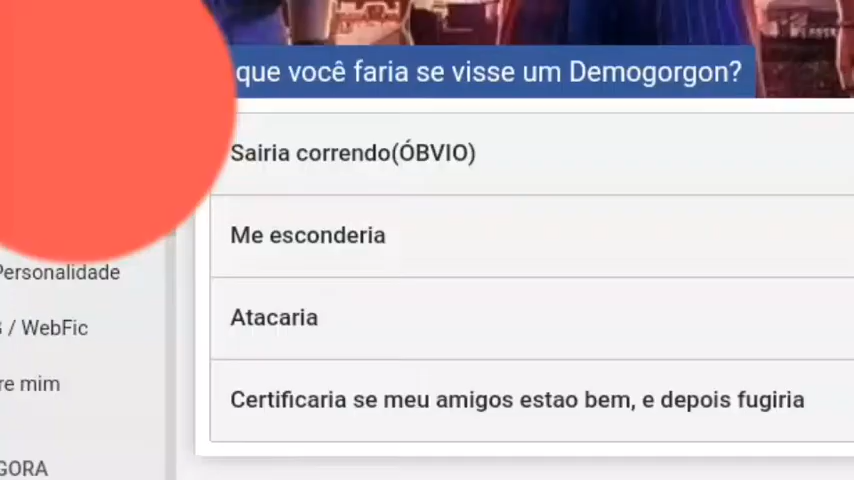 que você faria se visse um Demogorgon?
Sairia correndo(ÓBVIO)
Me esconderia
Atacaria
Certificaria se meu amigos estao bem, e depois fugiria
Personalidade
/ WebFic
re mim
GORA